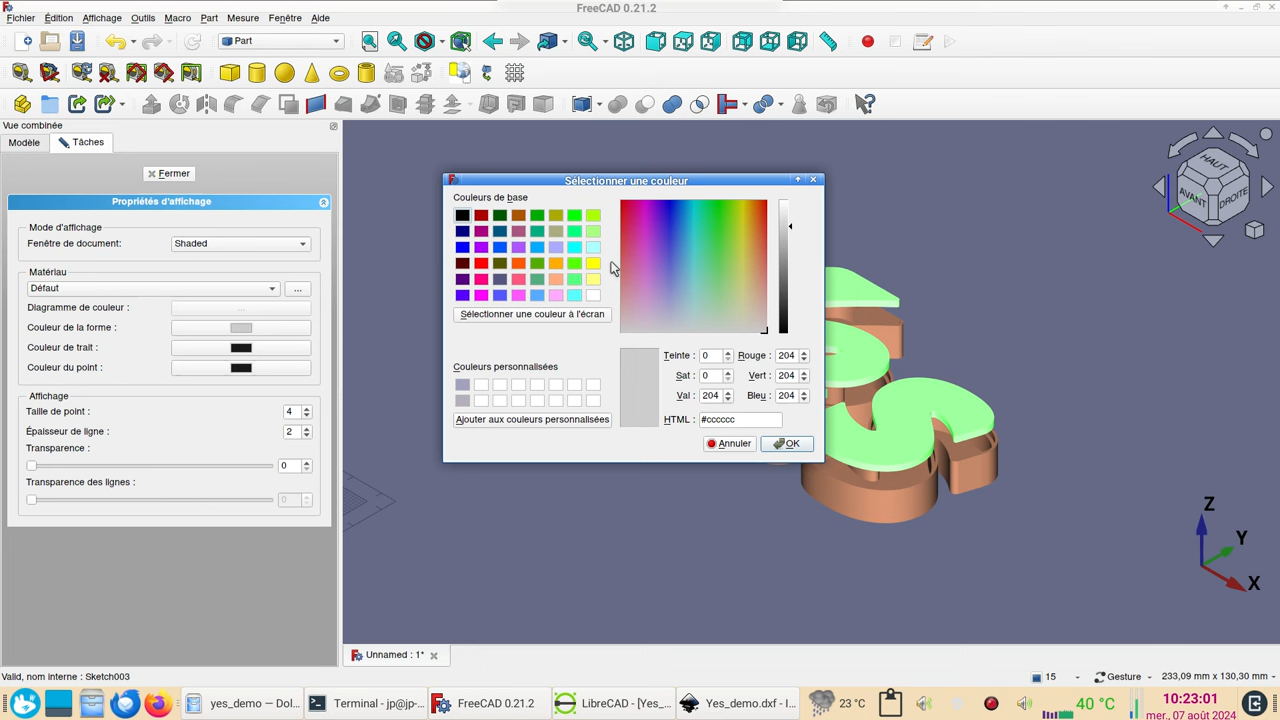 FreeCAD 0.21.2
Fichier Édition Affichage Outils Macro Part Mesure Fenêtre Aide
Part
Vue combinée
Modèle Tâches
Fermer
Propriétés d'affichage
Mode d'affichage
Fenêtre de document: Shaded
Matériau
Défaut ...
Diagramme de couleur : ...
Couleur de la forme :
Couleur de trait :
Couleur du point :
Affichage
Taille de point : 4
Épaisseur de ligne : 2
Transparence :
0
Transparence des lignes :
0
Sélectionner une couleur
Couleurs de base
Sélectionner une couleur à l'écran
Couleurs personnalisées
Ajouter aux couleurs personnalisées
Teinte : 0 Rouge : 204
Sat : 0 Vert : 204
Val : 204 Bleu : 204
HTML : #cccccc
Annuler OK
HAUT
AVANT
DROITE
Z
Y
X
Unnamed : 1*
Valid, nom interne : Sketch003
15 Gesture 233,09 mm x 130,30 mm
yes_demo — Dol...
Terminal - jp@jp-...
FreeCAD 0.21.2
LibreCAD - [Yes_...
Yes_demo.dxf - I...
23 °C
40 °C
10:23:01
mer., 07 août 2024